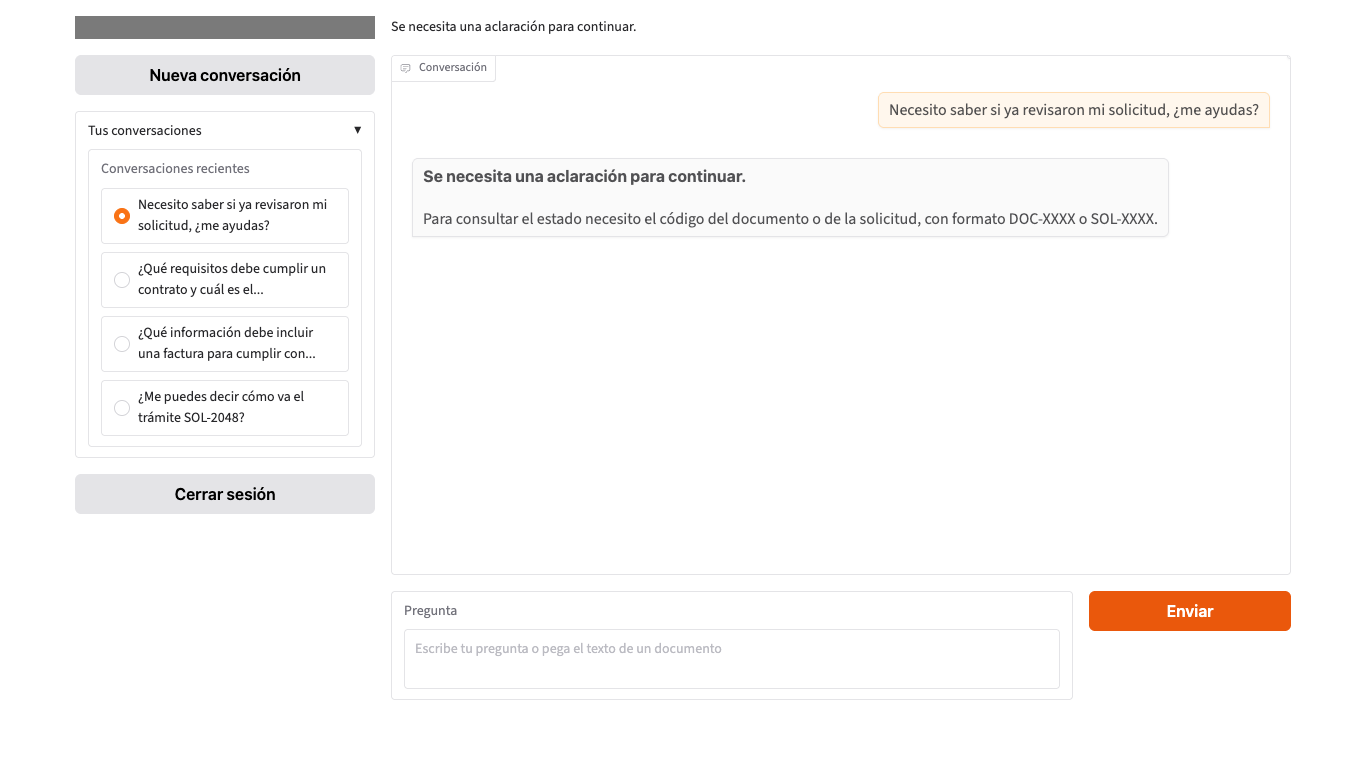 Se necesita una aclaración para continuar.
Nueva conversación
Tus conversaciones ▼
Conversaciones recientes
Necesito saber si ya revisaron mi
solicitud, ¿me ayudas?
¿Qué requisitos debe cumplir un
contrato y cuál es el...
¿Qué información debe incluir
una factura para cumplir con...
¿Me puedes decir cómo va el
trámite SOL-2048?
Cerrar sesión
Conversación
Necesito saber si ya revisaron mi solicitud, ¿me ayudas?
Se necesita una aclaración para continuar.
Para consultar el estado necesito el código del documento o de la solicitud, con formato DOC-XXXX o SOL-XXXX.
Pregunta
Escribe tu pregunta o pega el texto de un documento
Enviar